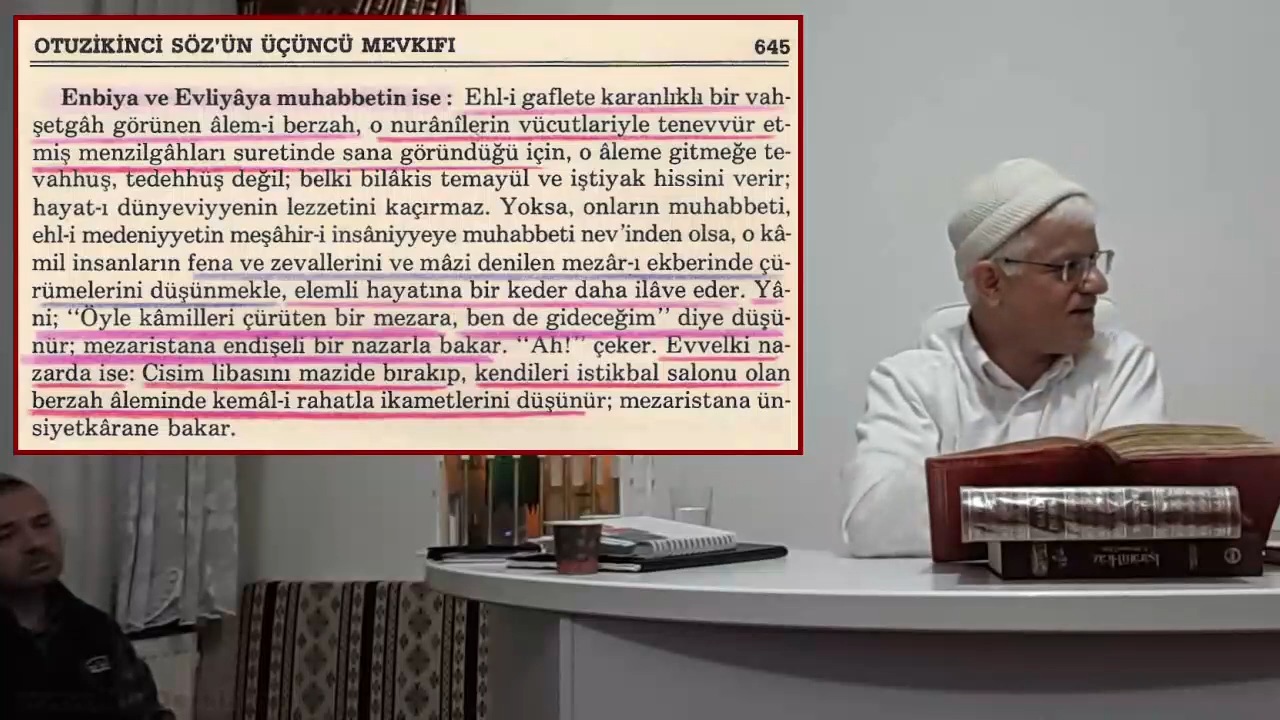 OTUZİKİNCİ SÖZ'ÜN ÜÇÜNCÜ MEVKIFI 645
Enbiya ve Evliyâya muhabbetin ise : Ehl-i gaflete karanlıklı bir vah-
şetgâh görünen âlem-i berzah, o nurânîlerin vücutlariyle tenevvür et-
miş menzilgâhları suretinde sana göründüğü için, o âleme gitmeğe te-
vahhuş, tedehhüş değil; belki bilâkis temayül ve iştiyak hissini verir;
hayat-ı dünyeviyyenin lezzetini kaçırmaz. Yoksa, onların muhabbeti,
ehl-i medeniyyetin meşâhir-i insâniyyeye muhabbeti nev'inden olsa, o kâ-
mil insanların fena ve zevallerini ve mâzi denilen mezâr-ı ekberinde çü-
rümelerini düşünmekle, elemli hayatına bir keder daha ilâve eder. Yâ-
ni; "Öyle kâmilleri çürüten bir mezara, ben de gideceğim" diye düşü-
nür; mezaristana endişeli bir nazarla bakar. "Ah!" çeker. Evvelki na-
zarda ise: Cisim libasını mazide bırakıp, kendileri istikbal salonu olan
berzah âleminde kemâl-i rahatla ikametlerini düşünür; mezaristana ün-
siyetkârane bakar.